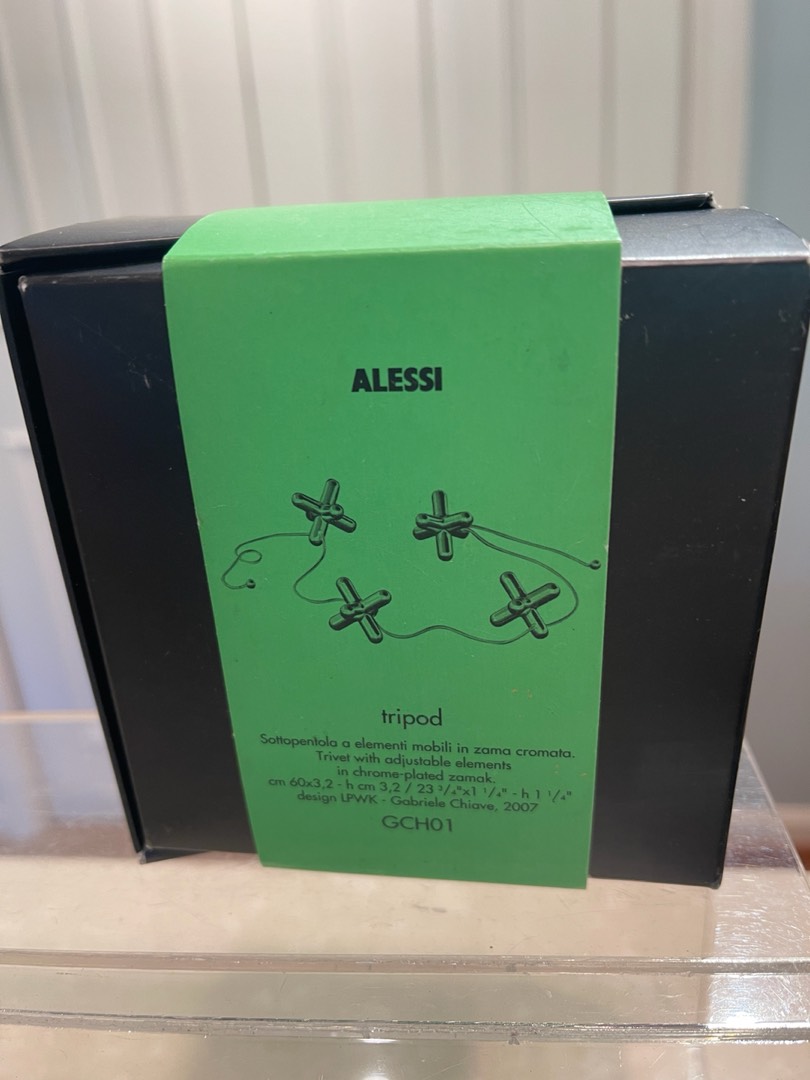 ALESSI
tripod
Sottopentola a elementi mobili in zama cromata.
Trivet with adjustable elements
in chrome-plated zamak.
cm 60x3,2 - h cm 3,2 / 23 3/4"x1 1/4" - h 1 1/4"
design LPWK - Gabriele Chiave, 2007
GCH01